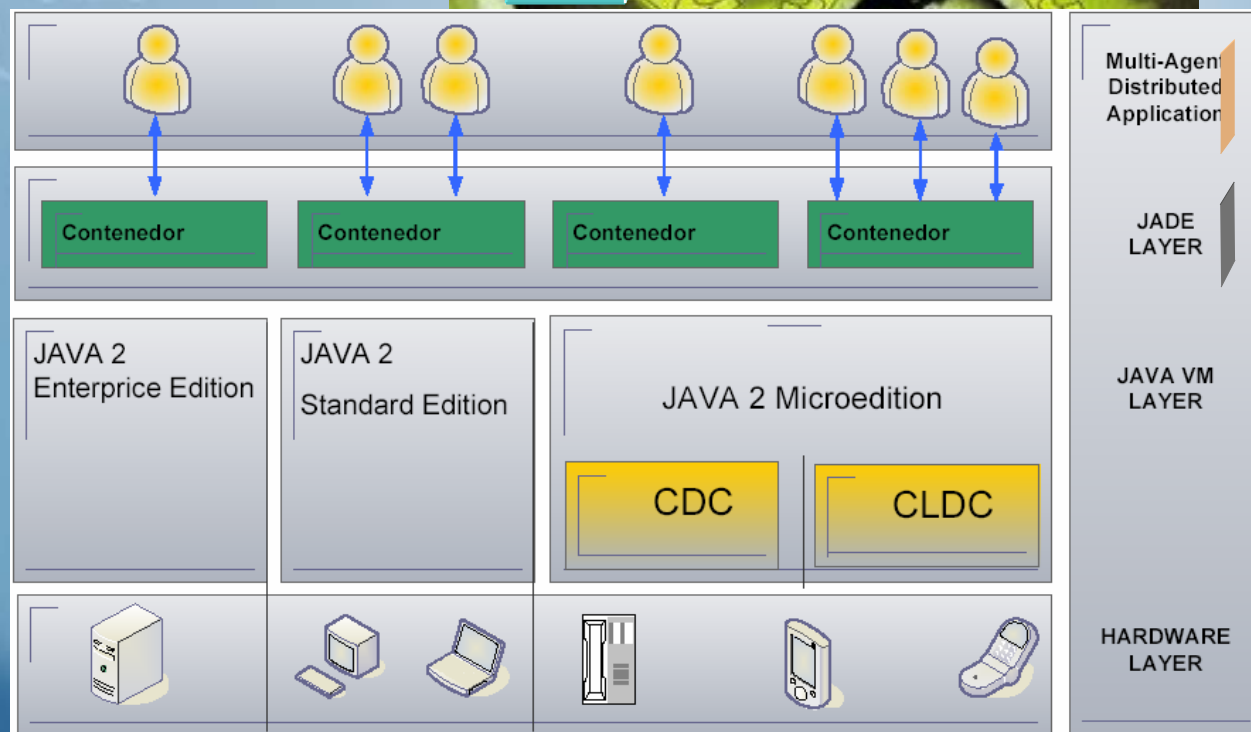 Contenedor
Contenedor
Contenedor
Contenedor
JAVA 2
Enterprice Edition
JAVA 2
Standard Edition
JAVA 2 Microedition
CDC
CLDC
Multi-Agent
Distributed
Application
JADE
LAYER
JAVA VM
LAYER
HARDWARE
LAYER